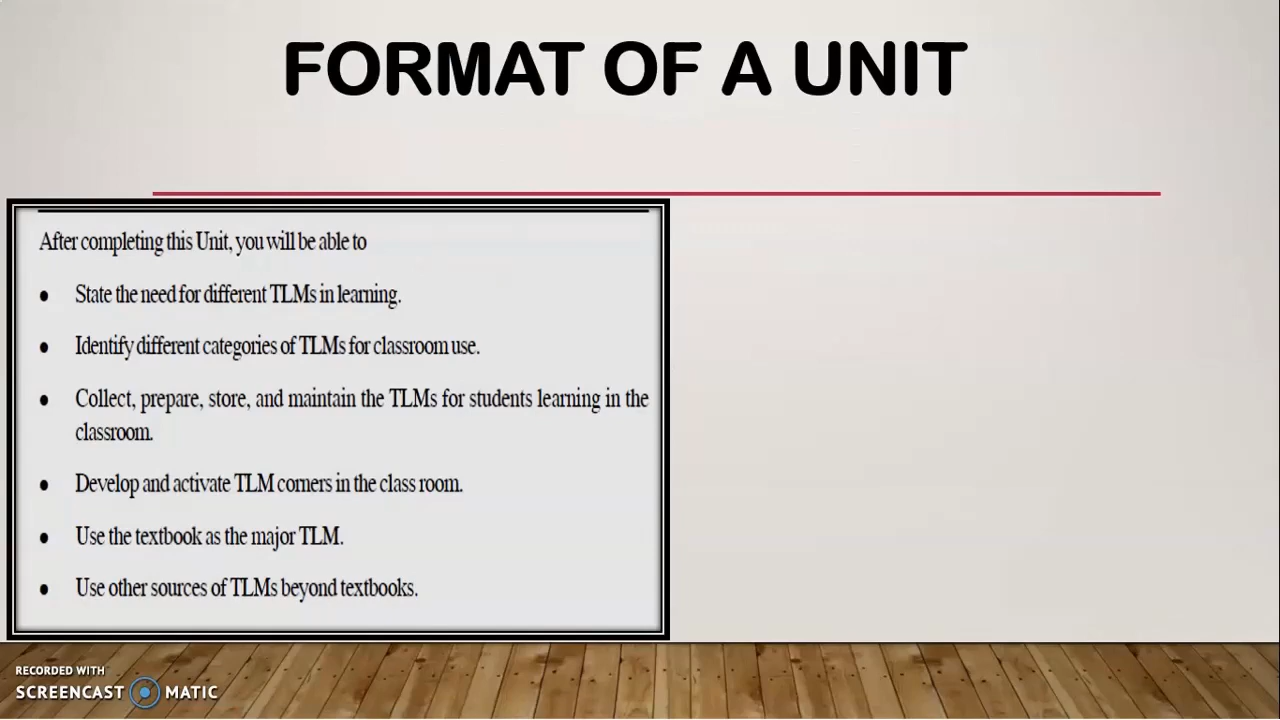 FORMAT OF A UNIT
After completing this Unit, you will be able to
• State the need for different TLMs in learning.
• Identify different categories of TLMs for classroom use.
• Collect, prepare, store, and maintain the TLMs for students learning in the
classroom.
• Develop and activate TLM corners in the class room.
• Use the textbook as the major TLM.
• Use other sources of TLMs beyond textbooks.
RECORDED WITH
SCREENCAST MATIC